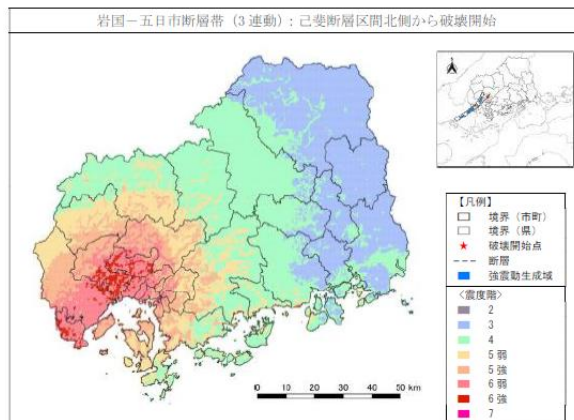 岩国－五日市断層帯（3連動）：己斐断層区間北側から破壊開始
【凡例】
境界（市町）
境界（県）
破壊開始点
断層
強震動生成域
<震度階>
2
3
4
5弱
5強
6弱
6強
7
0 10 20 30 40 50 km